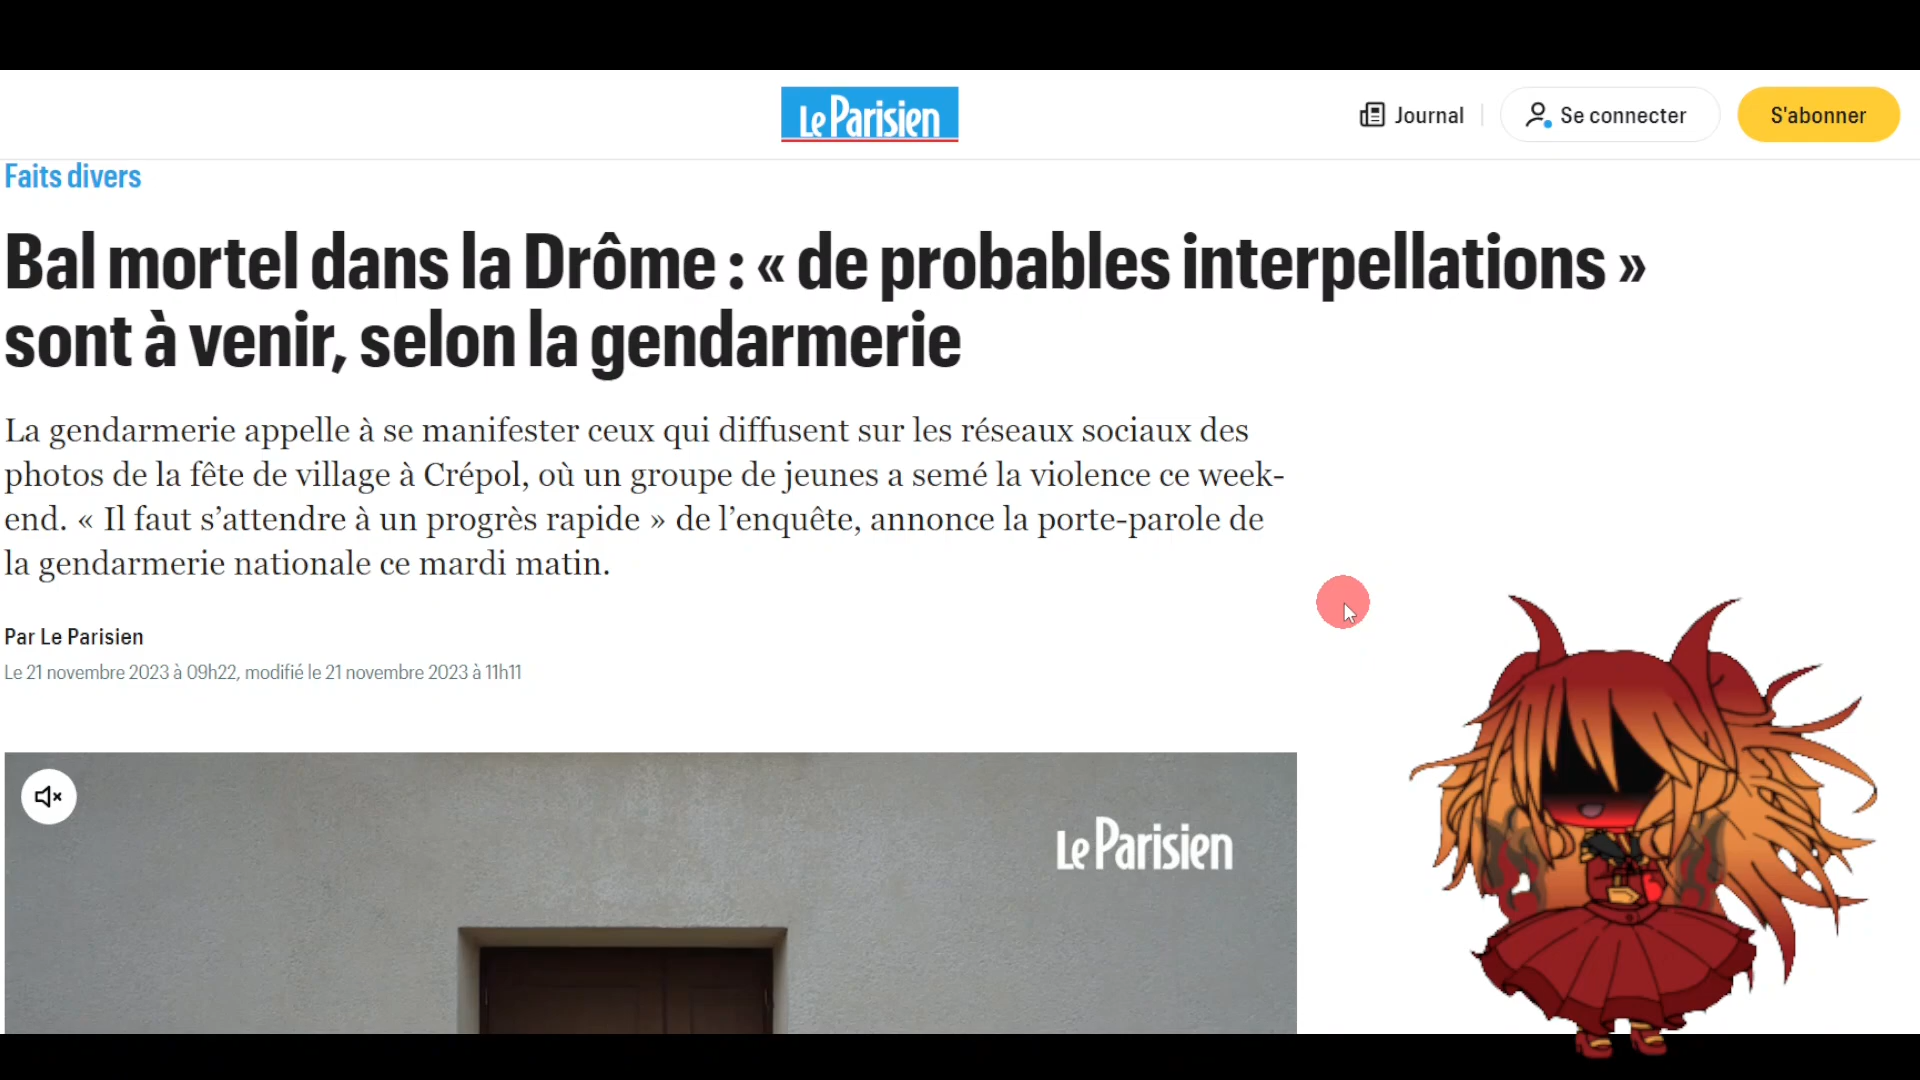 Le Parisien
Journal
Se connecter
S'abonner
Faits divers
Bal mortel dans la Drôme : « de probables interpellations »
sont à venir, selon la gendarmerie
La gendarmerie appelle à se manifester ceux qui diffusent sur les réseaux sociaux des
photos de la fête de village à Crépol, où un groupe de jeunes a semé la violence ce week-
end. « Il faut s’attendre à un progrès rapide » de l’enquête, annonce la porte-parole de
la gendarmerie nationale ce mardi matin.
Par Le Parisien
Le 21 novembre 2023 à 09h22, modifié le 21 novembre 2023 à 11h11
Le Parisien